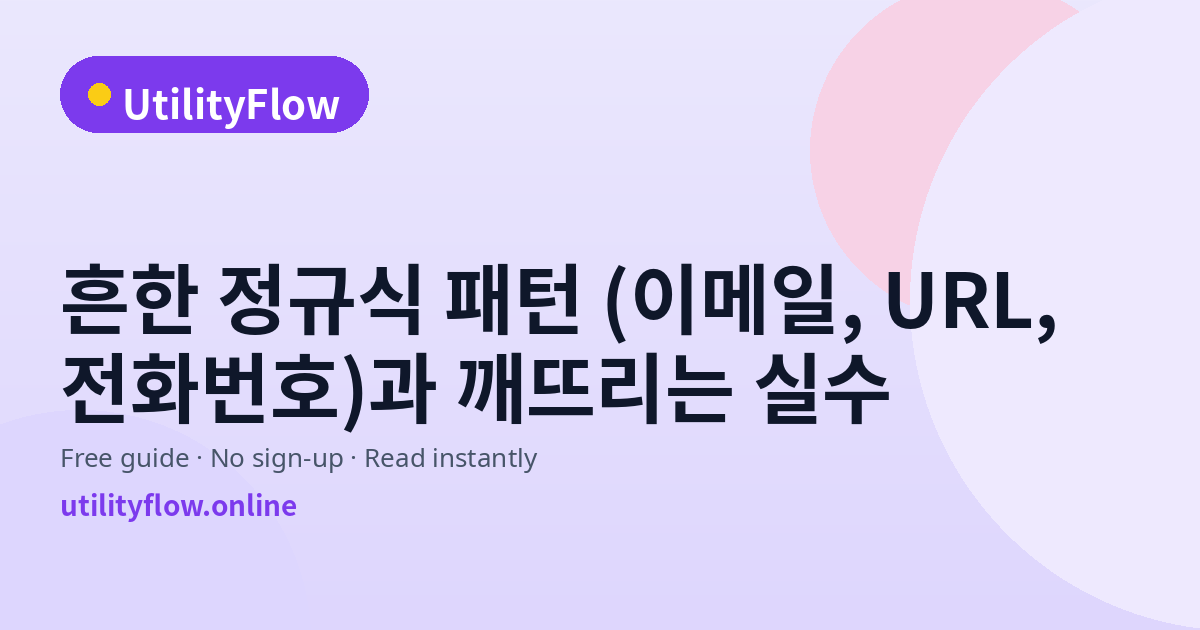 UtilityFlow
흔한 정규식 패턴 (이메일, URL,
전화번호)과 깨뜨리는 실수
Free guide · No sign-up · Read instantly
utilityflow.online